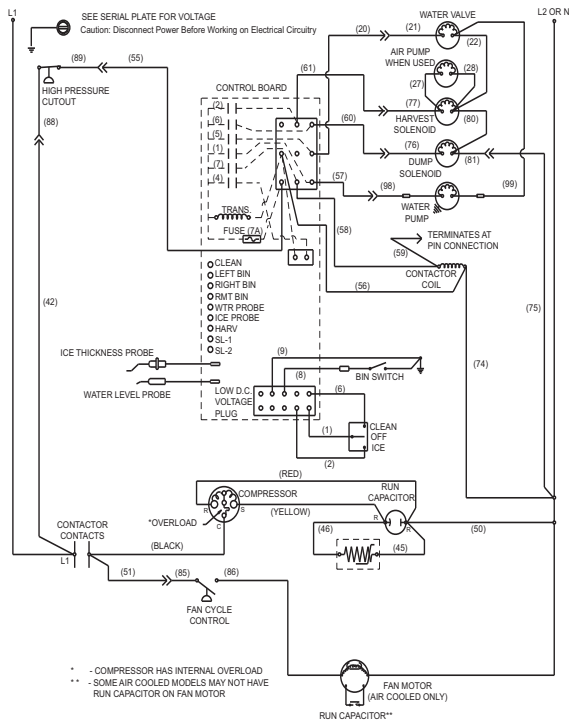 L1
SEE SERIAL PLATE FOR VOLTAGE
Caution: Disconnect Power Before Working on Electrical Circuitry
WATER VALVE
L2 OR N
(20)
(21)
(22)
(89)
(55)
AIR PUMP
WHEN USED
(61)
(28)
(27)
HIGH PRESSURE
CUTOUT
CONTROL BOARD
(2)
(77)
(80)
HARVEST
SOLENOID
(88)
(6)
(60)
(5)
(1)
(76)
(81)
DUMP
SOLENOID
(7)
(4)
(57)
(98)
(99)
WATER
PUMP
TRANS.
FUSE (7A)
(58)
TERMINATES AT
PIN CONNECTION
(59)
CONTACTOR
COIL
(56)
CLEAN
LEFT BIN
RIGHT BIN
RMT BIN
WTR PROBE
ICE PROBE
HARV
SL-1
SL-2
(42)
(75)
(74)
ICE THICKNESS PROBE
WATER LEVEL PROBE
(9)
(8)
BIN SWITCH
LOW D.C.
VOLTAGE
PLUG
(6)
(1)
(2)
CLEAN
OFF
ICE
(RED)
COMPRESSOR
RUN
CAPACITOR
R
S
C
*OVERLOAD
(YELLOW)
R
R
(46)
(45)
(50)
CONTACTOR
CONTACTS
(BLACK)
L1
(51)
(85)
(86)
FAN CYCLE
CONTROL
* - COMPRESSOR HAS INTERNAL OVERLOAD
** - SOME AIR COOLED MODELS MAY NOT HAVE
RUN CAPACITOR ON FAN MOTOR
FAN MOTOR
(AIR COOLED ONLY)
RUN CAPACITOR**